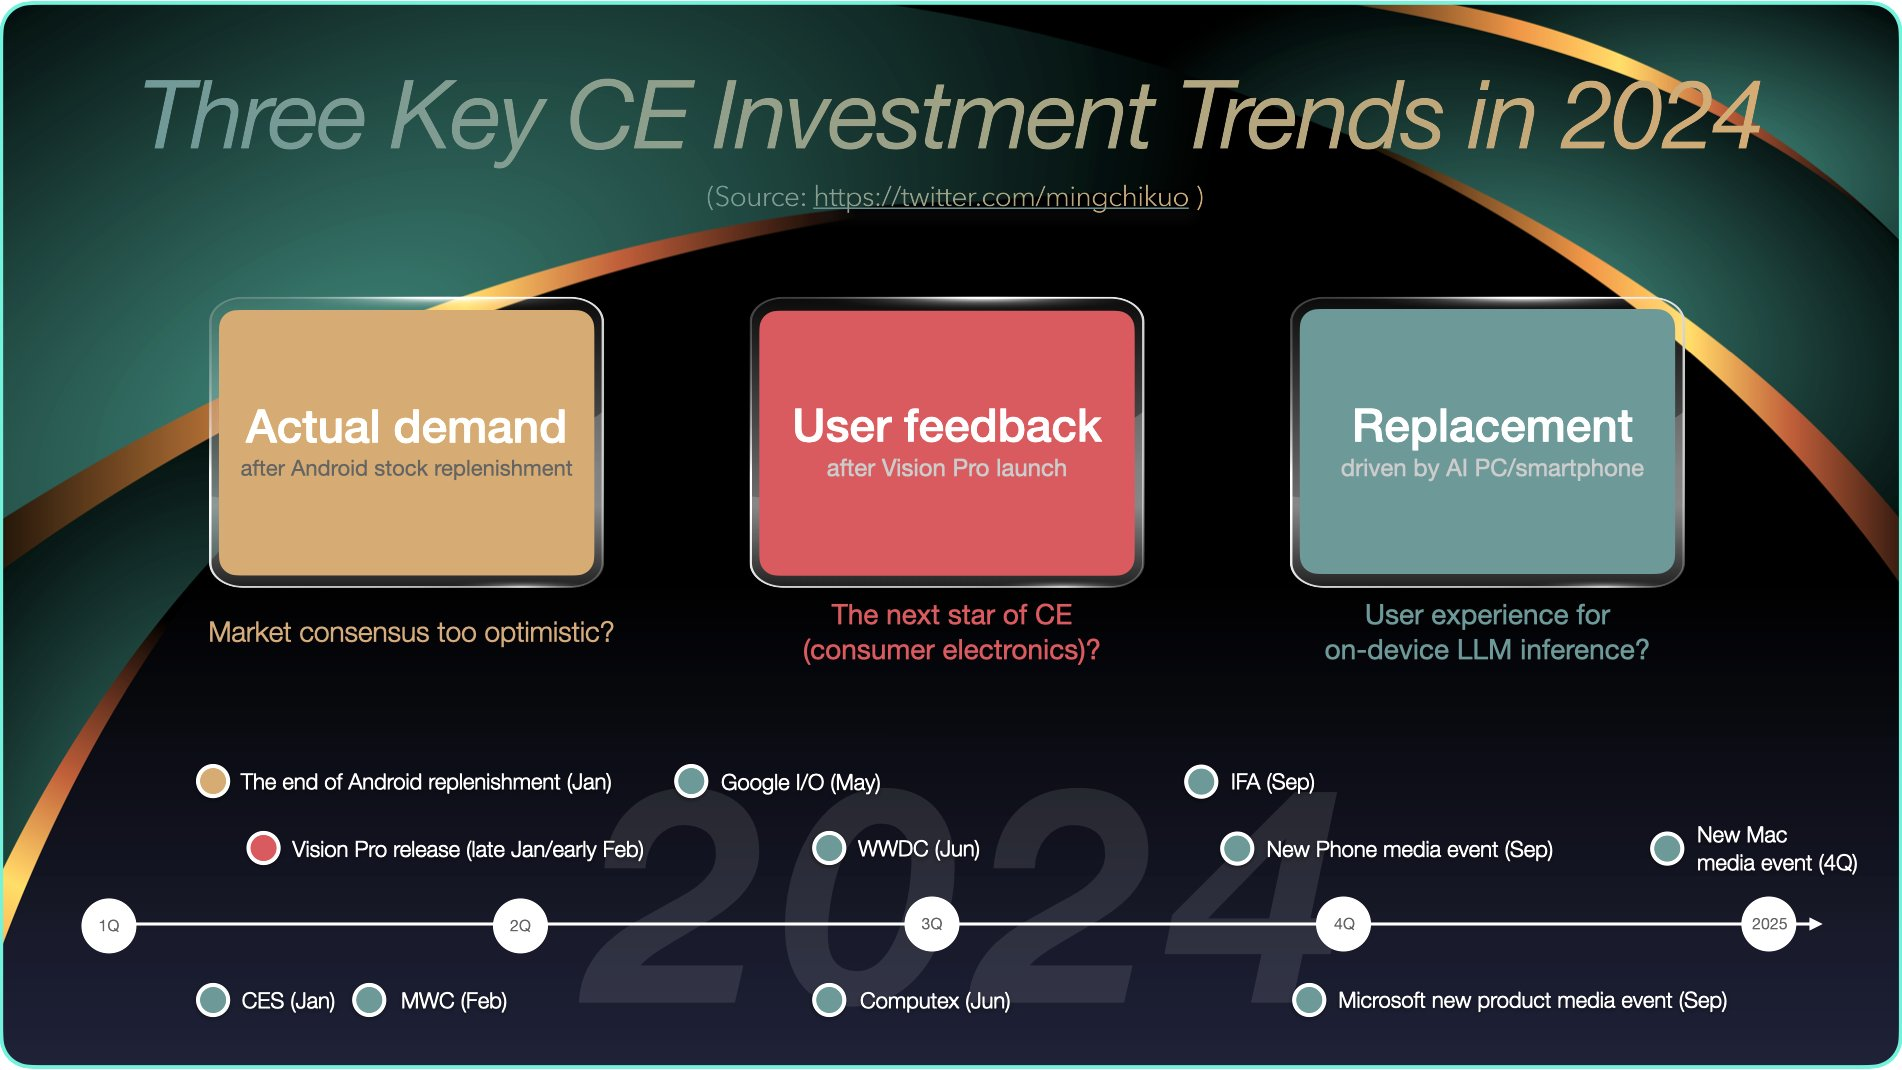 Three Key CE Investment Trends in 2024
(Source: https://twitter.com/mingchikuo )
Actual demand
after Android stock replenishment
Market consensus too optimistic?
User feedback
after Vision Pro launch
The next star of CE
(consumer electronics)?
Replacement
driven by AI PC/smartphone
User experience for
on-device LLM inference?
2024
The end of Android replenishment (Jan)
Google I/O (May)
IFA (Sep)
Vision Pro release (late Jan/early Feb)
WWDC (Jun)
New Phone media event (Sep)
New Mac
media event (4Q)
1Q
2Q
3Q
4Q
2025
CES (Jan)
MWC (Feb)
Computex (Jun)
Microsoft new product media event (Sep)